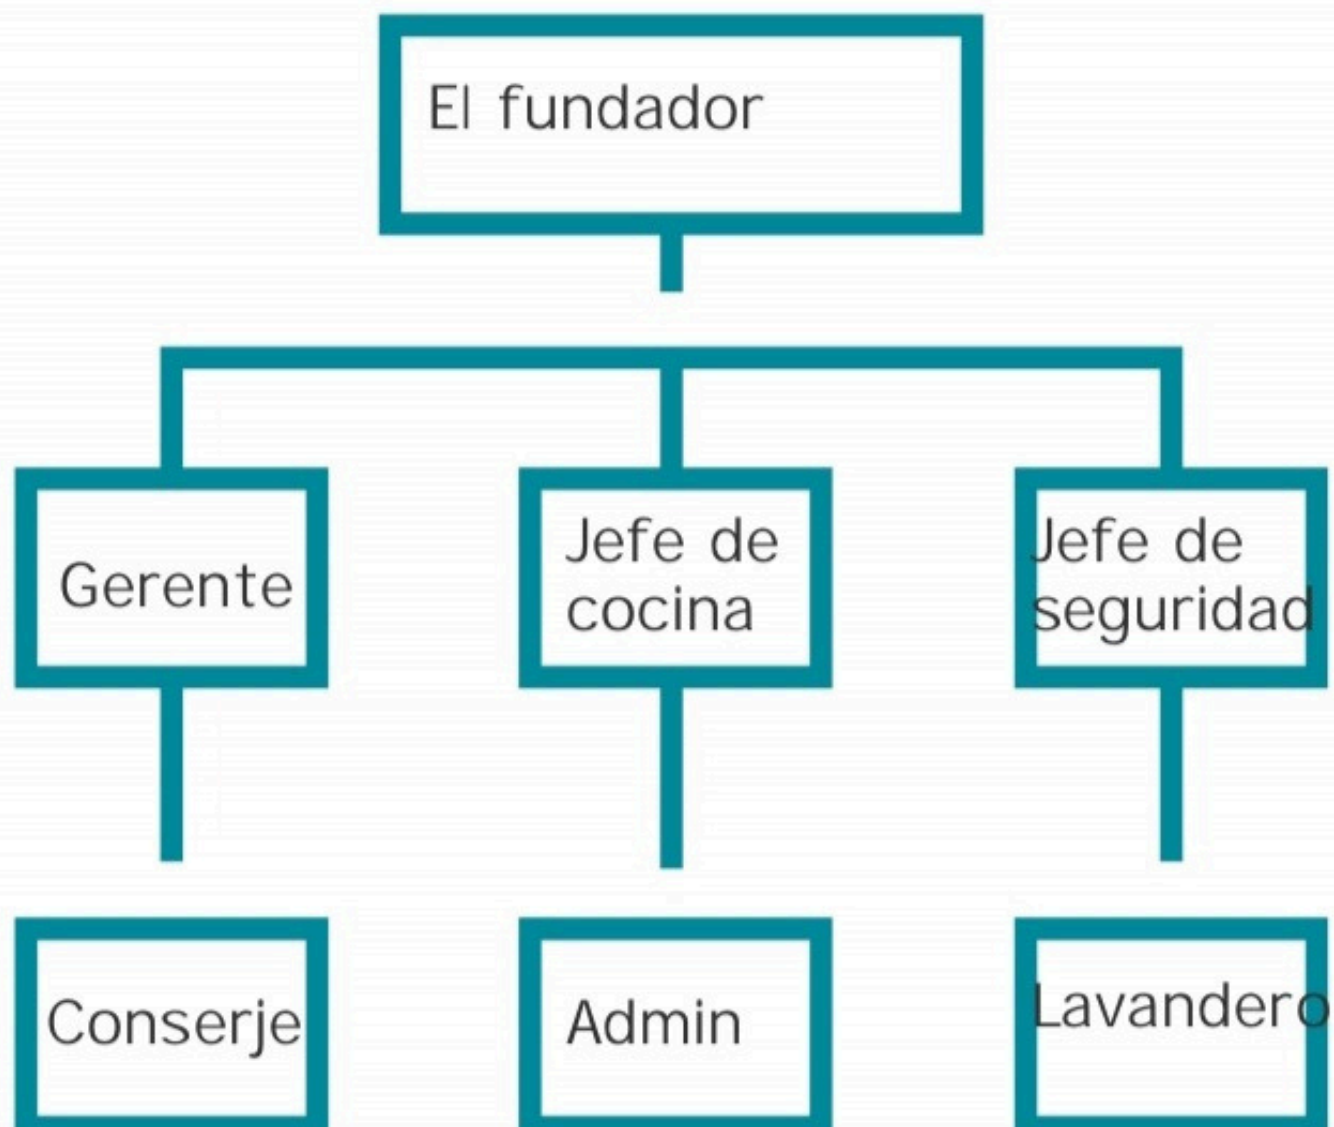 El fundador
Gerente
Jefe de
cocina
Jefe de
seguridad
Conserje
Admin
Lavandero